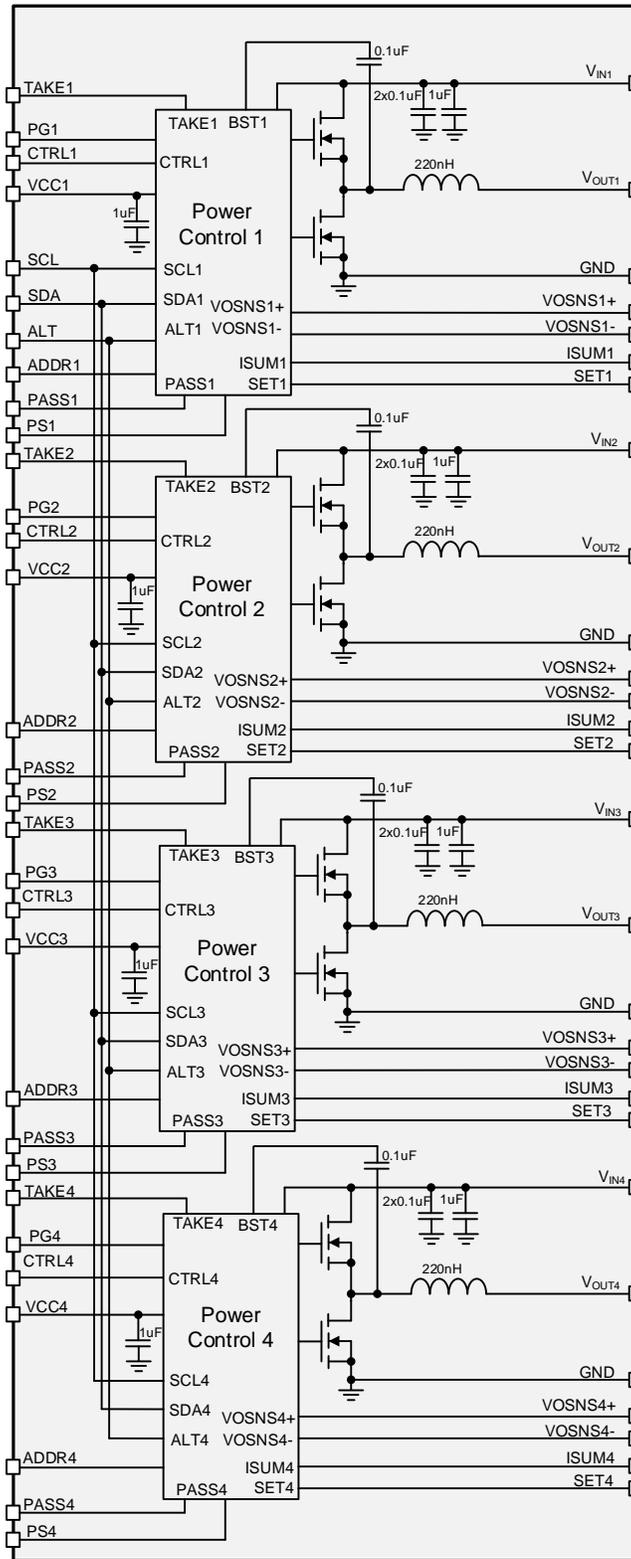 0.1uF
VIN1
TAKE1
2x0.1uF 1uF
TAKE1 BST1
PG1
CTRL1
CTRL1
220nH
VOUT1
VCC1
1uF
Power
Control 1
SCL
SCL1
GND
SDA
SDA1
VOSNS1+
VOSNS1+
ALT
ALT1
VOSNS1-
VOSNS1-
ADDR1
ISUM1
ISUM1
PASS1
SET1
SET1
PASS1
PS1
0.1uF
VIN2
TAKE2
2x0.1uF 1uF
TAKE2 BST2
PG2
CTRL2
CTRL2
220nH
VOUT2
VCC2
1uF
Power
Control 2
SCL2
GND
SDA2
VOSNS2+
VOSNS2+
ALT2
VOSNS2-
VOSNS2-
ADDR2
ISUM2
ISUM2
PASS2
SET2
SET2
PASS2
PS2
0.1uF
VIN3
TAKE3
2x0.1uF 1uF
TAKE3 BST3
PG3
CTRL3
CTRL3
220nH
VOUT3
VCC3
1uF
Power
Control 3
SCL3
GND
SDA3
VOSNS3+
VOSNS3+
ALT3
VOSNS3-
VOSNS3-
ADDR3
ISUM3
ISUM3
PASS3
SET3
SET3
PASS3
PS3
0.1uF
VIN4
TAKE4
2x0.1uF 1uF
TAKE4 BST4
PG4
CTRL4
CTRL4
220nH
VOUT4
VCC4
1uF
Power
Control 4
SCL4
GND
SDA4
VOSNS4+
VOSNS4+
ALT4
VOSNS4-
VOSNS4-
ADDR4
ISUM4
ISUM4
PASS4
SET4
SET4
PASS4
PS4